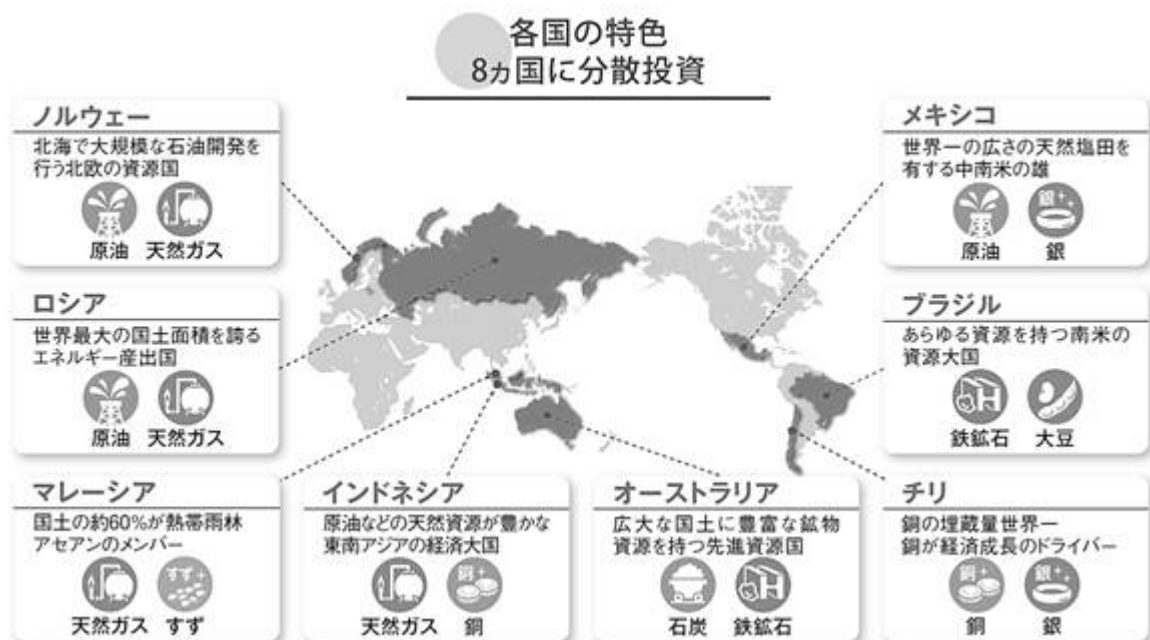 各国の特色
8ヵ国に分散投資
ノルウェー
北海で大規模な石油開発を
行う北欧の資源国
原油 天然ガス
メキシコ
世界一の広さの天然塩田を
有する中南米の雄
原油 銀
銀
ロシア
世界最大の国土面積を誇る
エネルギー産出国
原油 天然ガス
ブラジル
あらゆる資源を持つ南米の
資源大国
鉄鉱石 大豆
マレーシア
国土の約60%が熱帯雨林
アセアンのメンバー
すず
天然ガス すず
インドネシア
原油などの天然資源が豊かな
東南アジアの経済大国
銅
天然ガス 銅
オーストラリア
広大な国土に豊富な鉱物
資源を持つ先進資源国
石炭 鉄鉱石
チリ
銅の埋蔵量世界一
銅が経済成長のドライバー
銅 銀
銅 銀